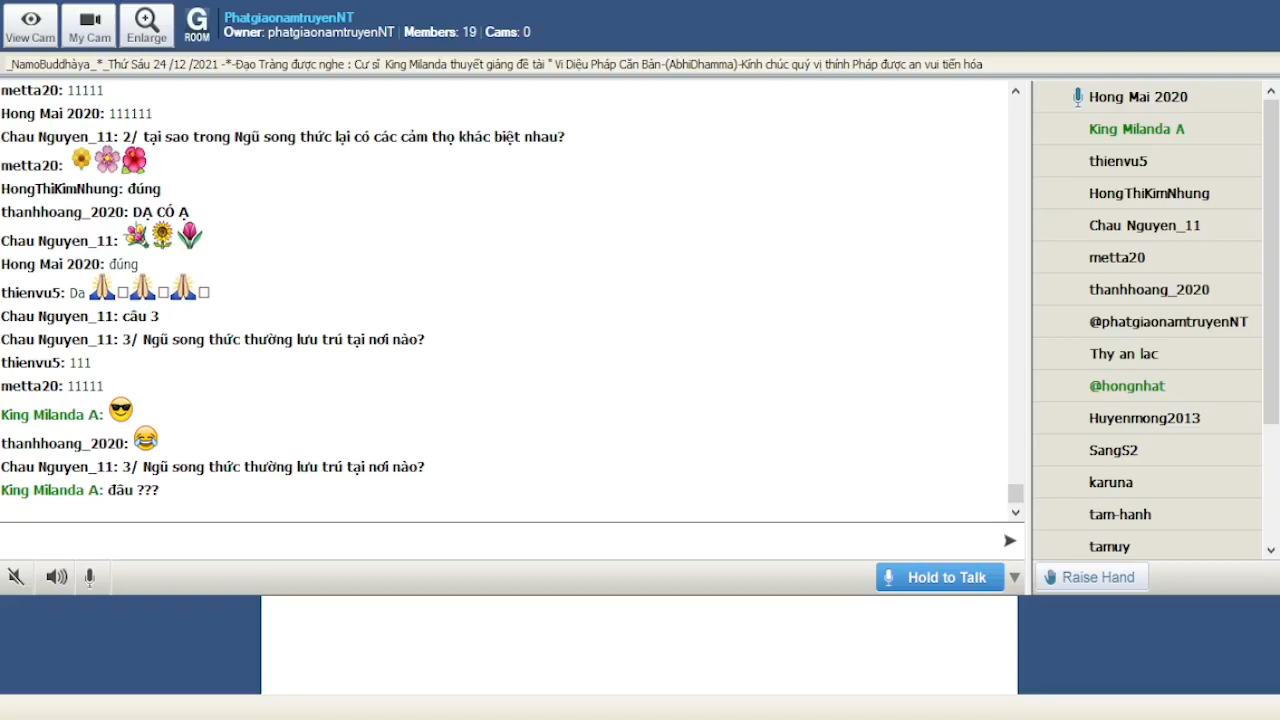 View Cam
My Cam
Enlarge
G
ROOM
PhatgiaonamtruyenNT
Owner: phatgiaonamtruyenNT | Members: 19 | Cams: 0
_NamoBuddhàya_*_Thứ Sáu 24 /12 /2021 -*-Đạo Tràng được nghe : Cư sĩ King Milanda thuyết giảng đề tài " Vi Diệu Pháp Căn Bản-(AbhiDhamma)-Kính chúc quý vị thính Pháp được an vui tiến hóa
metta20: 11111
Hong Mai 2020: 111111
Chau Nguyen_11: 2/ tại sao trong Ngũ song thức lại có các cảm thọ khác biệt nhau?
metta20:
HongThiKimNhung: đúng
thanhhoang_2020: DẠ CÓ Ạ
Chau Nguyen_11:
Hong Mai 2020: đúng
thienvu5: Da
Chau Nguyen_11: câu 3
Chau Nguyen_11: 3/ Ngũ song thức thường lưu trú tại nơi nào?
thienvu5: 111
metta20: 11111
King Milanda A:
thanhhoang_2020:
Chau Nguyen_11: 3/ Ngũ song thức thường lưu trú tại nơi nào?
King Milanda A: đâu ???
Hold to Talk
Hong Mai 2020
King Milanda A
thienvu5
HongThiKimNhung
Chau Nguyen_11
metta20
thanhhoang_2020
@phatgiaonamtruyenNT
Thy an lac
@hongnhat
Huyenmong2013
SangS2
karuna
tam-hanh
tamuy
Raise Hand